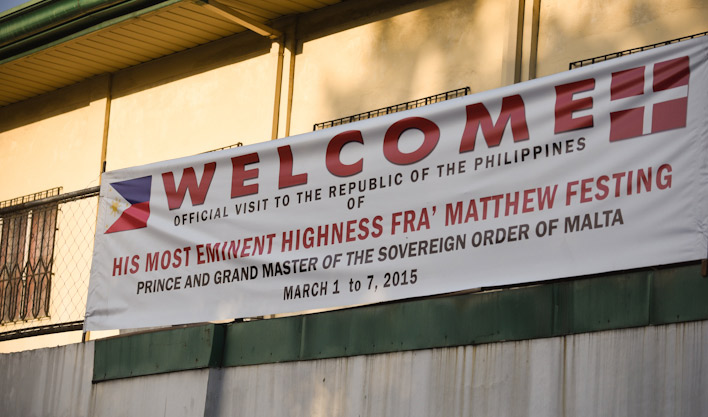 WELCOME
OFFICIAL VISIT TO THE REPUBLIC OF THE PHILIPPINES
OF
HIS MOST EMINENT HIGHNESS FRA' MATTHEW FESTING
PRINCE AND GRAND MASTER OF THE SOVEREIGN ORDER OF MALTA
MARCH 1 to 7, 2015